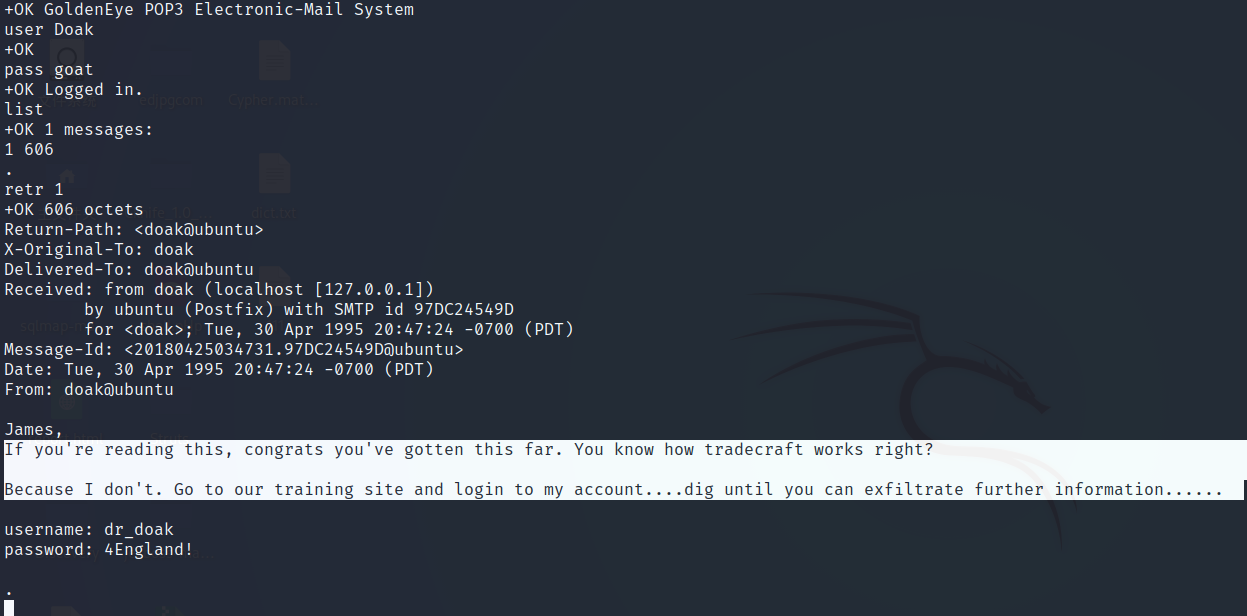 +OK GoldenEye POP3 Electronic-Mail System
user Doak
+OK
pass goat
+OK Logged in.
list
+OK 1 messages:
1 606
.
retr 1
+OK 606 octets
Return-Path: <doak@ubuntu>
X-Original-To: doak
Delivered-To: doak@ubuntu
Received: from doak (localhost [127.0.0.1])
        by ubuntu (Postfix) with SMTP id 97DC24549D
        for <doak>; Tue, 30 Apr 1995 20:47:24 -0700 (PDT)
Message-Id: <20180425034731.97DC24549D@ubuntu>
Date: Tue, 30 Apr 1995 20:47:24 -0700 (PDT)
From: doak@ubuntu

James,
If you're reading this, congrats you've gotten this far. You know how tradecraft works right?

Because I don't. Go to our training site and login to my account....dig until you can exfiltrate further information......

username: dr_doak
password: 4England!

.